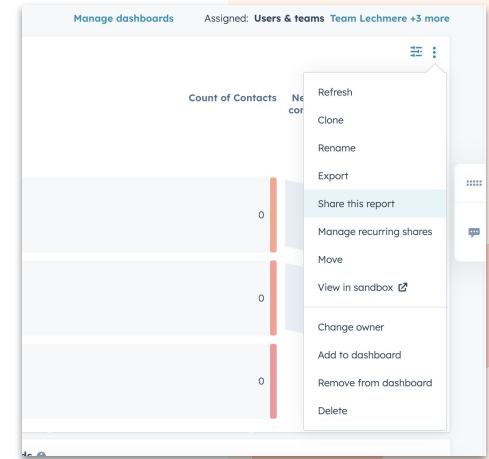 Manage dashboards Assigned: Users & teams Team Lechmere +3 more
Count of Contacts
Refresh
Clone
Rename
Export
0
Share this report
Manage recurring shares
Move
View in sandbox
0
Change owner
Add to dashboard
0
Remove from dashboard
Delete